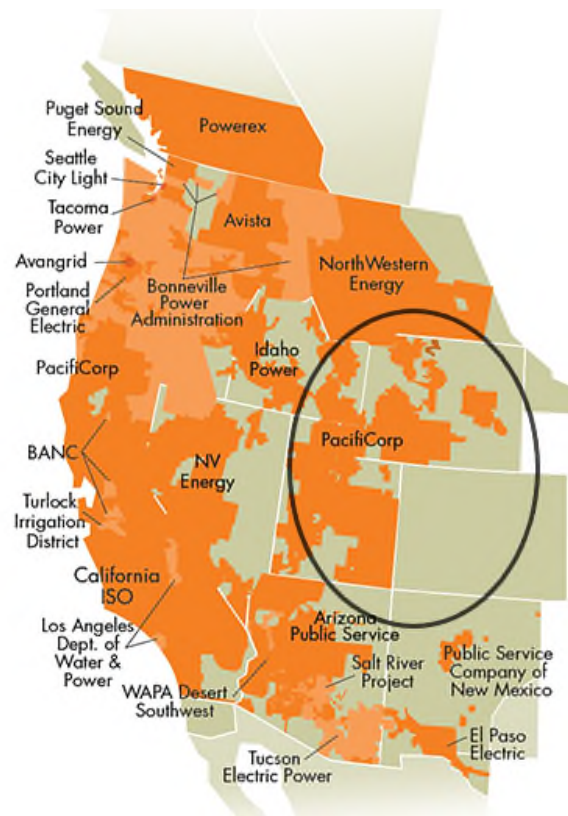 Powerex
Puget Sound
Energy
Seattle
City Light
Tacoma
Power
Avista
Avangrid
Portland
General
Electric
Bonneville
Power
Administration
NorthWestern
Energy
PacifiCorp
Idaho
Power
PacifiCorp
BANC
NV
Energy
Turlock
Irrigation
District
California
ISO
Los Angeles
Dept. of
Water &
Power
Arizona
Public Service
WAPA Desert
Southwest
Salt River
Project
Public Service
Company of
New Mexico
Tucson
Electric Power
El Paso
Electric